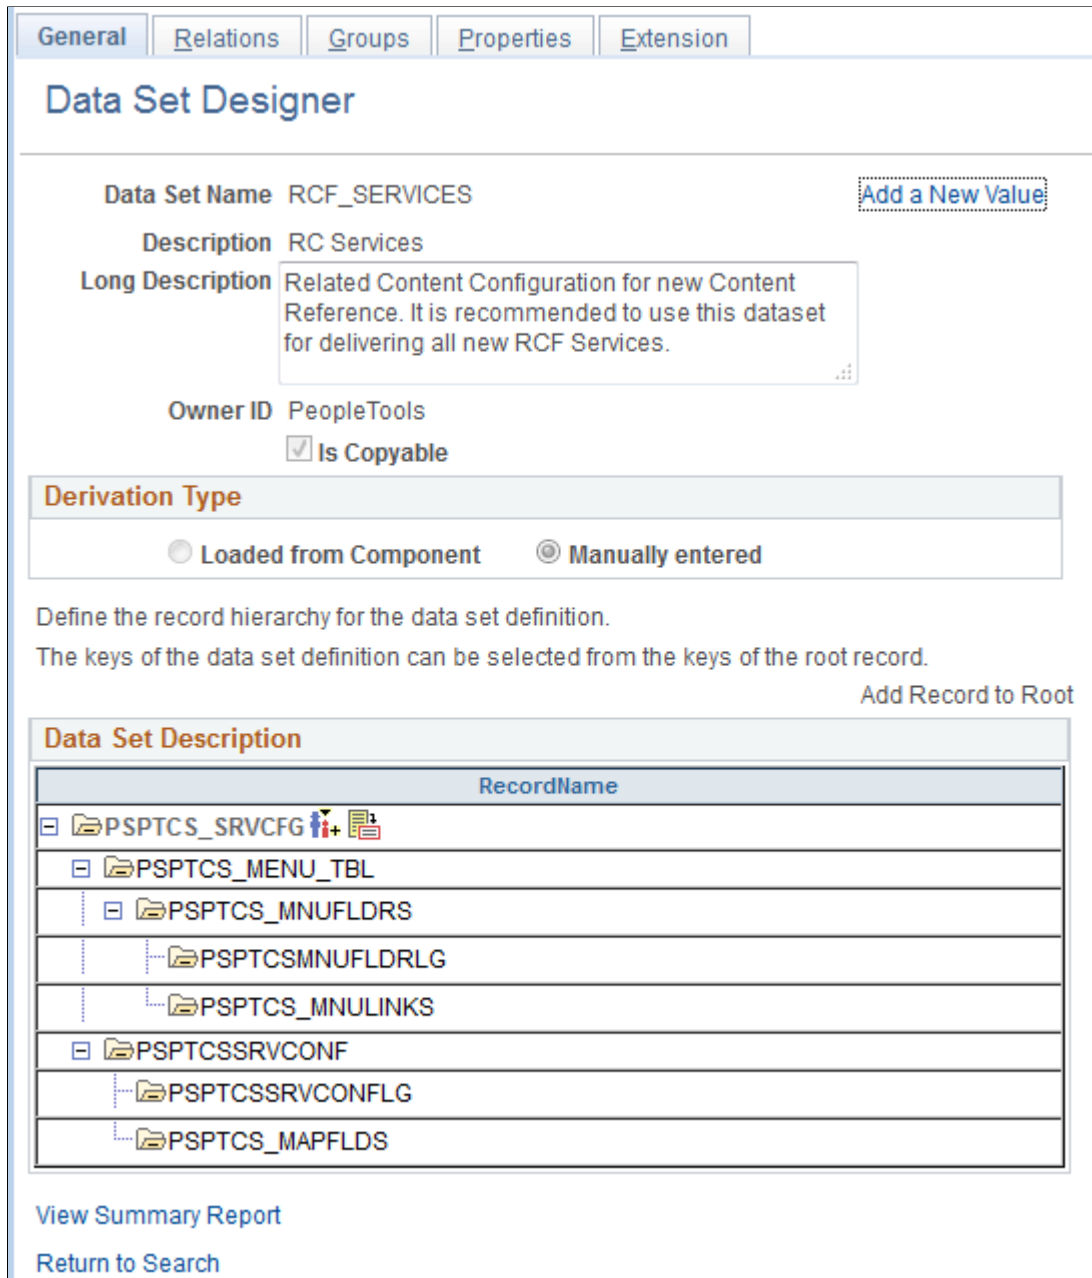 General Relations Groups Properties Extension
Data Set Designer
Data Set Name RCF_SERVICES Add a New Value
Description RC Services
Long Description Related Content Configuration for new Content
Reference. It is recommended to use this dataset
for delivering all new RCF Services.
Owner ID PeopleTools
Is Copyable
Derivation Type
Loaded from Component Manually entered
Define the record hierarchy for the data set definition.
The keys of the data set definition can be selected from the keys of the root record.
Add Record to Root
Data Set Description
RecordName
PSPTCS_SRVCFG
PSPTCS_MENU_TBL
PSPTCS_MNUFLDRS
PSPTCSMNUFLDRLG
PSPTCS_MNULINKS
PSPTCSSRVCONF
PSPTCSSRVCONFLG
PSPTCS_MAPFLDS
View Summary Report
Return to Search